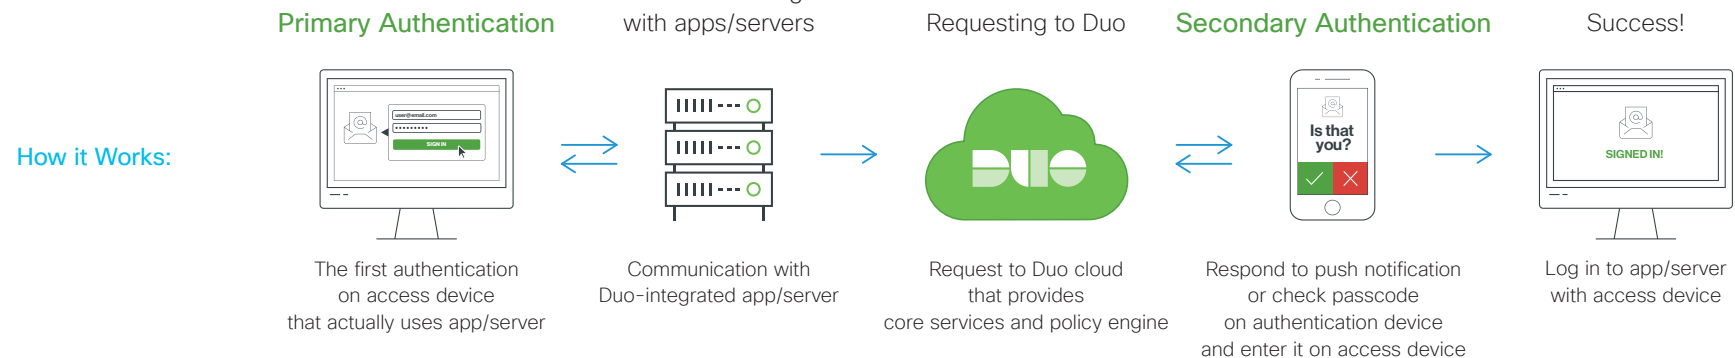 with apps/servers
Primary Authentication
Requesting to Duo
Secondary Authentication
Success!
How it Works:
user@email.com
SIGN IN
DUO
Is that
you?
SIGNED IN!
The first authentication
on access device
that actually uses app/server
Communication with
Duo-integrated app/server
Request to Duo cloud
that provides
core services and policy engine
Respond to push notification
or check passcode
on authentication device
and enter it on access device
Log in to app/server
with access device